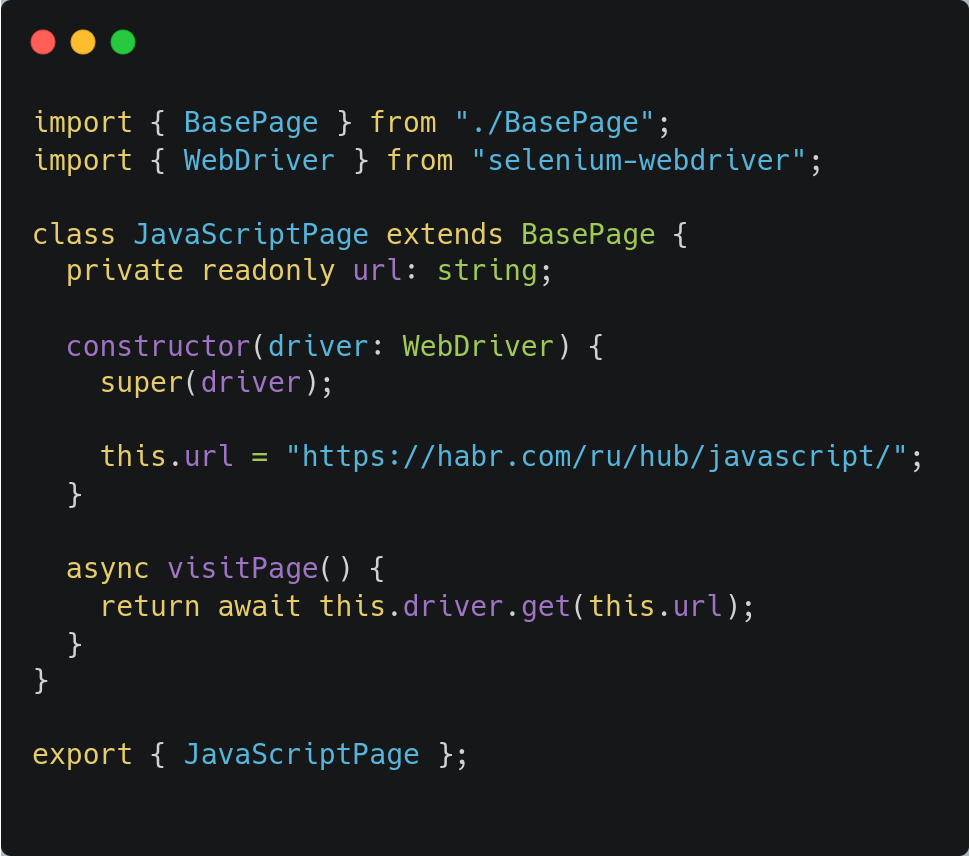 import { BasePage } from "./BasePage";
import { WebDriver } from "selenium-webdriver";
class JavaScriptPage extends BasePage {
private readonly url: string;
constructor(driver: WebDriver) {
super(driver);
this.url = "https://habr.com/ru/hub/javascript/";
}
async visitPage() {
return await this.driver.get(this.url);
}
}
export { JavaScriptPage };